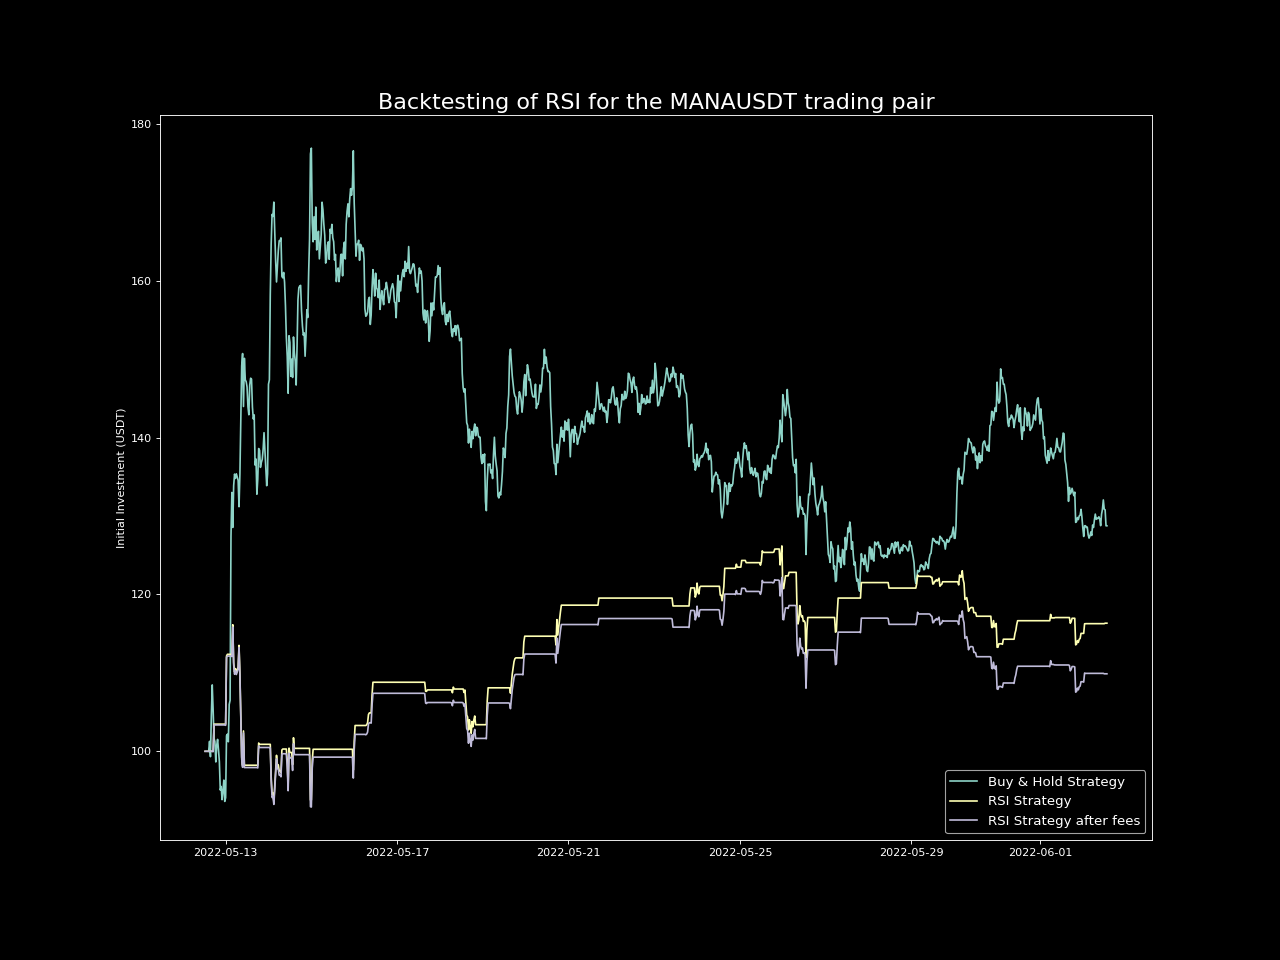 Backtesting of RSI for the MANAUSDT trading pair
180
160
140
120
100
Initial Investment (USDT)
2022-05-13
2022-05-17
2022-05-21
2022-05-25
2022-05-29
2022-06-01
Buy & Hold Strategy
RSI Strategy
RSI Strategy after fees